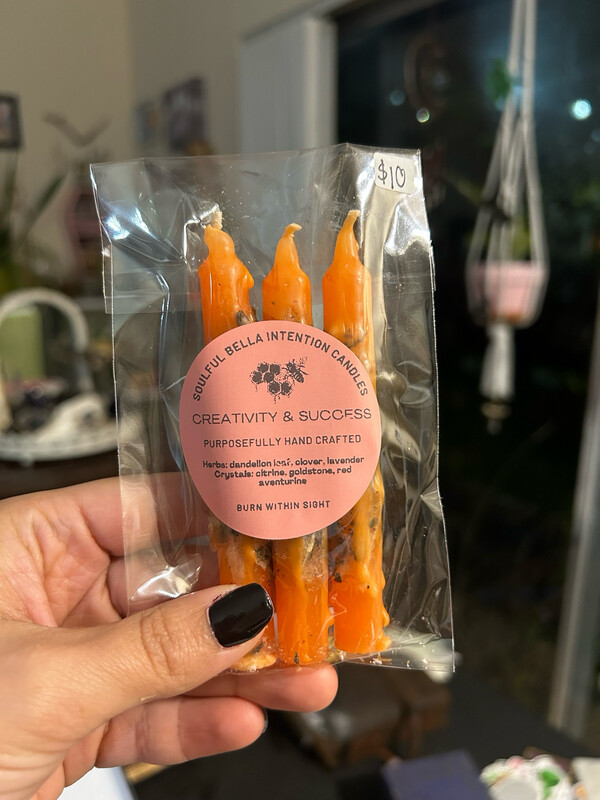 $10
SOULFUL BELLA INTENTION CANDLES
CREATIVITY & SUCCESS
PURPOSEFULLY HAND CRAFTED
Herbs: dandelion leaf, clover, lavender
Crystals: citrine, goldstone, red
aventurine
BURN WITHIN SIGHT